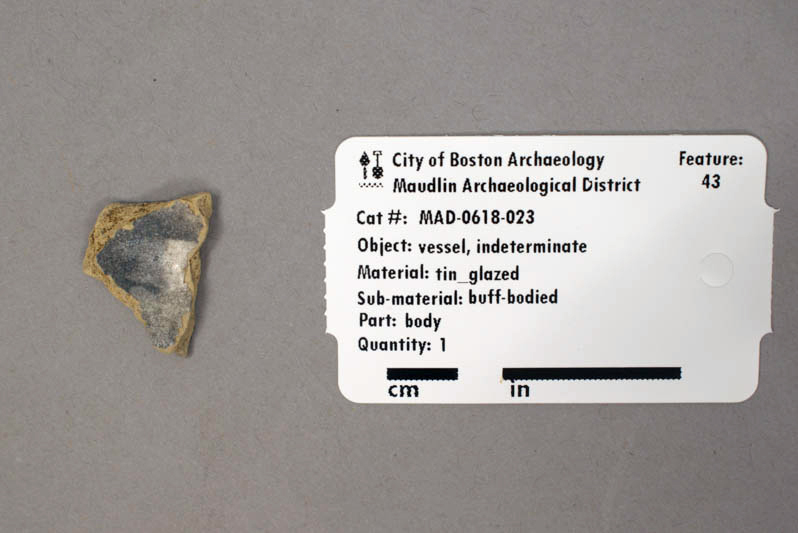 City of Boston Archaeology
Maudlin Archaeological District
Feature:
43
Cat #: MAD-0618-023
Object: vessel, indeterminate
Material: tin_glazed
Sub-material: buff-bodied
Part: body
Quantity: 1
cm in